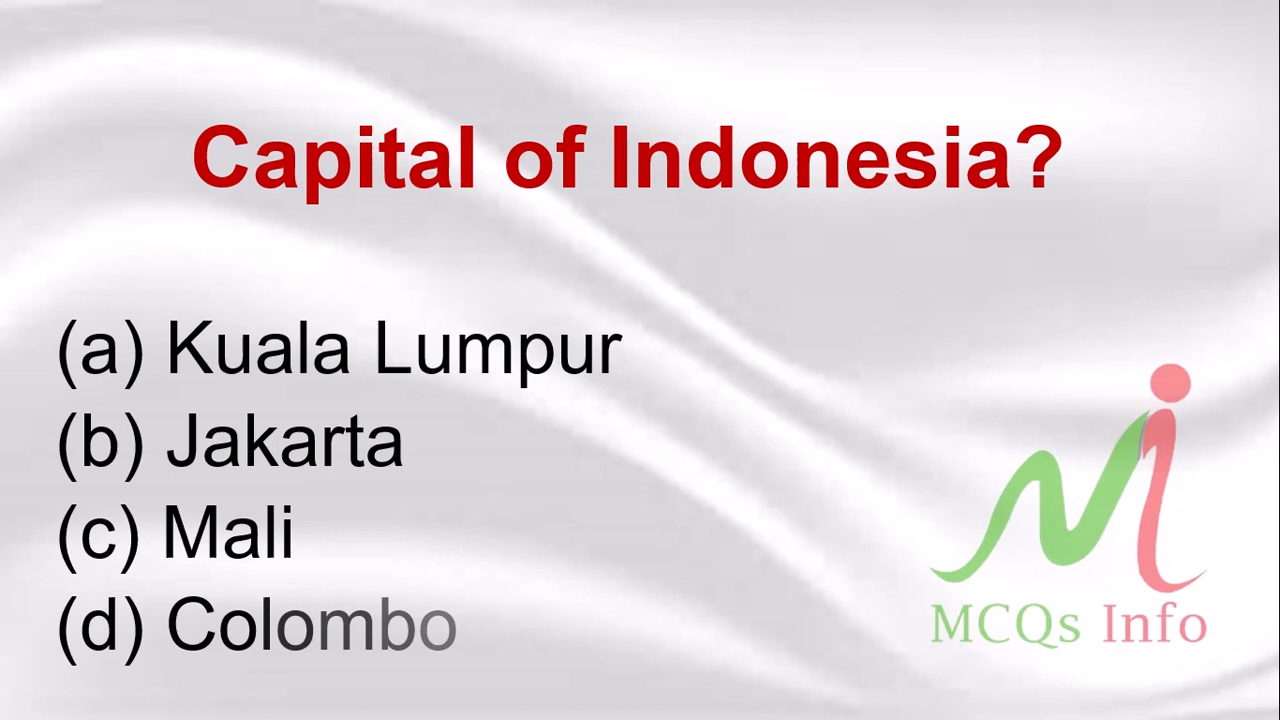 Capital of Indonesia?
(a) Kuala Lumpur
(b) Jakarta
(c) Mali
(d) Colombo
MCQs Info